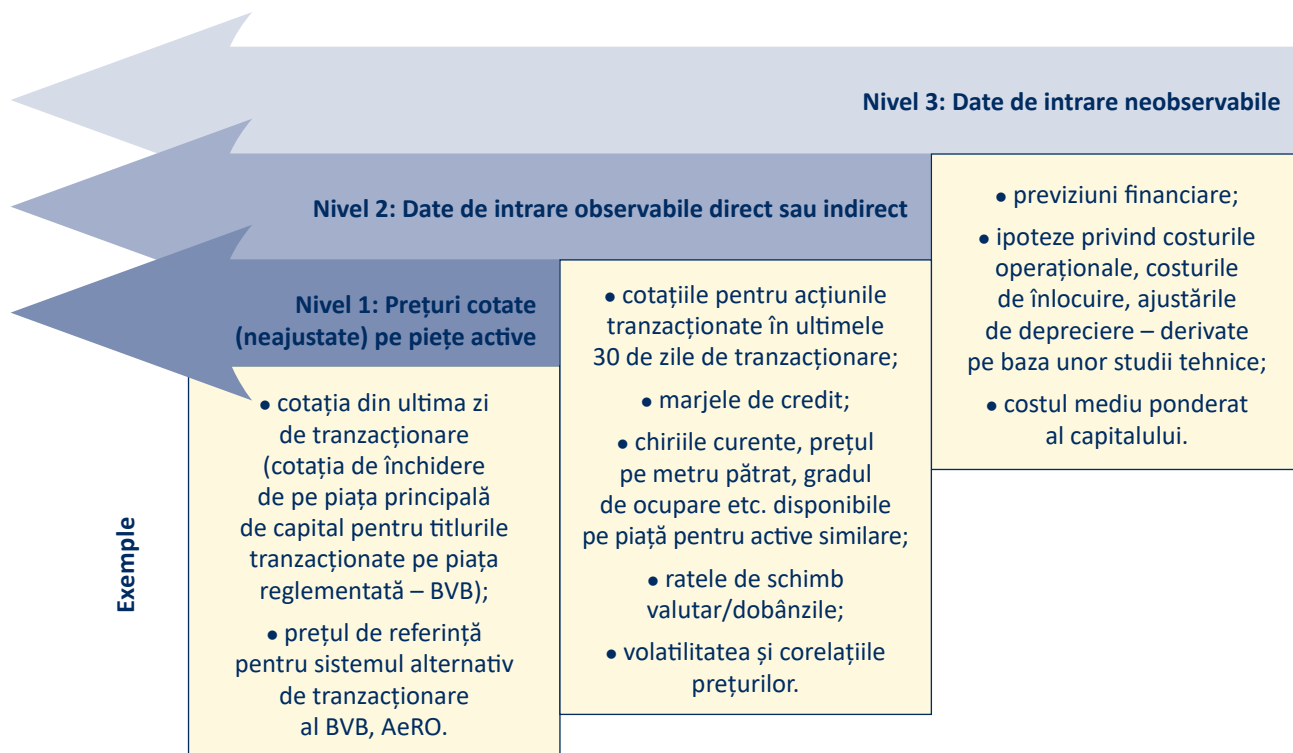 Nivel 3: Date de intrare neobservabile
• previziuni financiare;
• ipoteze privind costurile
operaționale, costurile
de înlocuire, ajustările
de depreciere – derivate
pe baza unor studii tehnice;
• costul mediu ponderat
al capitalului.
Nivel 2: Date de intrare observabile direct sau indirect
• cotațiile pentru acțiunile
tranzacționate în ultimele
30 de zile de tranzacționare;
• marjele de credit;
• chiriile curente, prețul
pe metru pătrat, gradul
de ocupare etc. disponibile
pe piață pentru active similare;
• ratele de schimb
valutar/dobânzile;
• volatilitatea și corelațiile
prețurilor.
Nivel 1: Prețuri cotate
(neajustate) pe piețe active
• cotația din ultima zi
de tranzacționare
(cotația de închidere
de pe piața principală
de capital pentru titlurile
tranzacționate pe piața
reglementată – BVB);
• prețul de referință
pentru sistemul alternativ
de tranzacționare
al BVB, AeRO.
Exemple